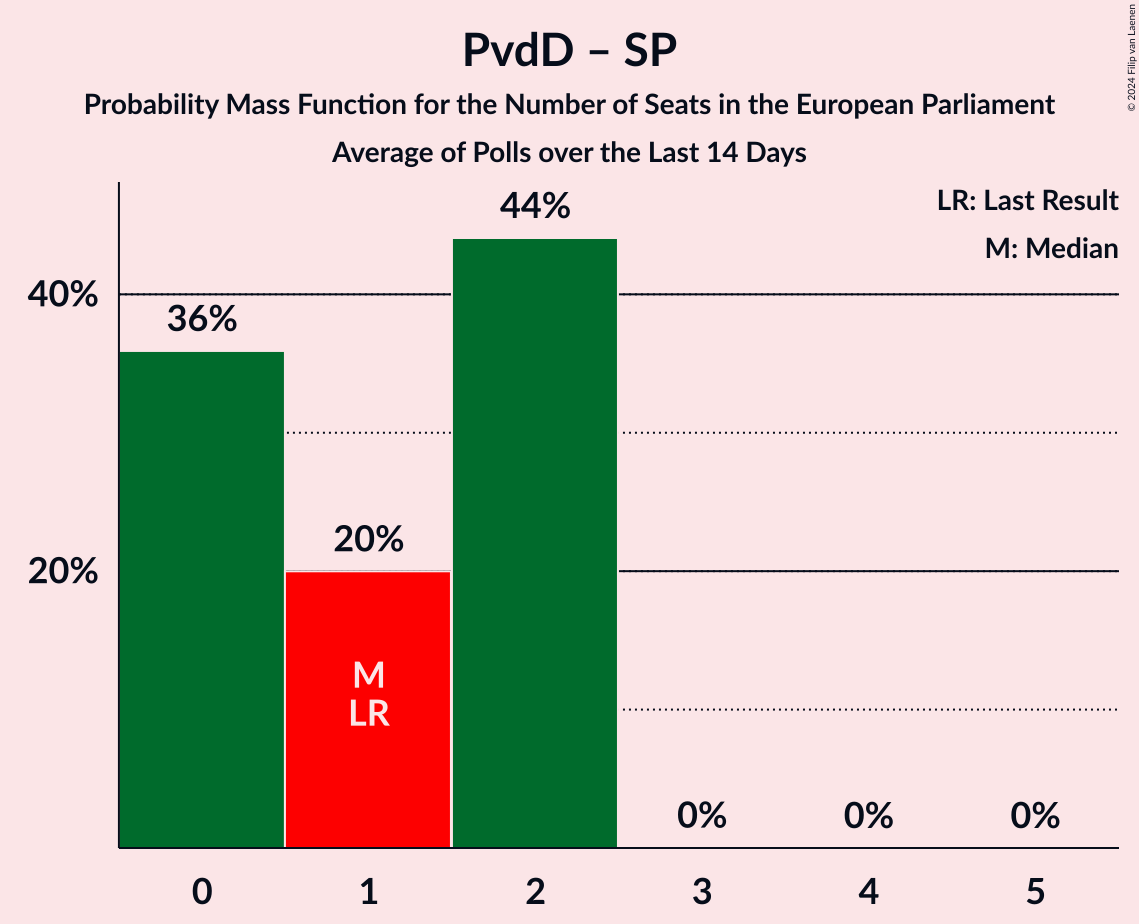 PvdD – SP
Probability Mass Function for the Number of Seats in the European Parliament
Average of Polls over the Last 14 Days
© 2024 Filip van Laenen
LR: Last Result
M: Median
44%
40%
36%
20%
20%
M
LR
0%
0%
0%
0
1
2
3
4
5